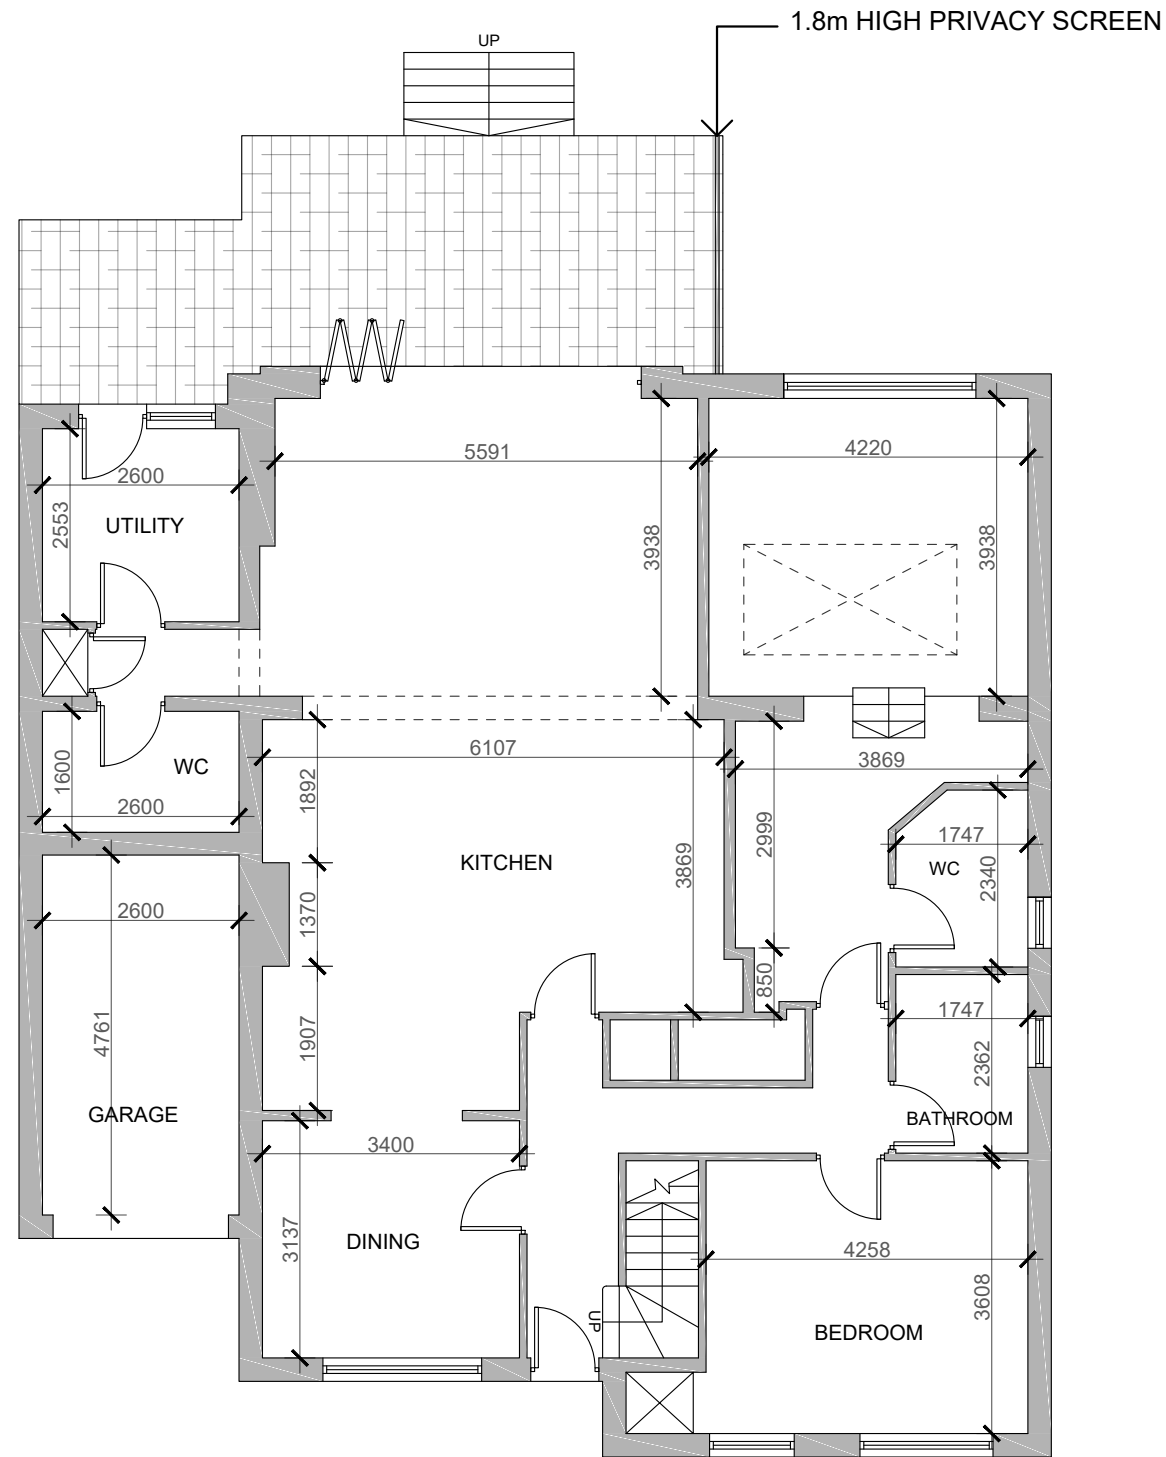 1.8m HIGH PRIVACY SCREEN
UP
5591
4220
2600
UTILITY
2553
3938
3938
6107
3869
WC
1600
2600
1892
2999
1747
WC
2340
KITCHEN
3869
2600
1370
850
1747
4761
1907
2362
GARAGE
BATHROOM
3400
3137
DINING
4258
3608
UP
BEDROOM